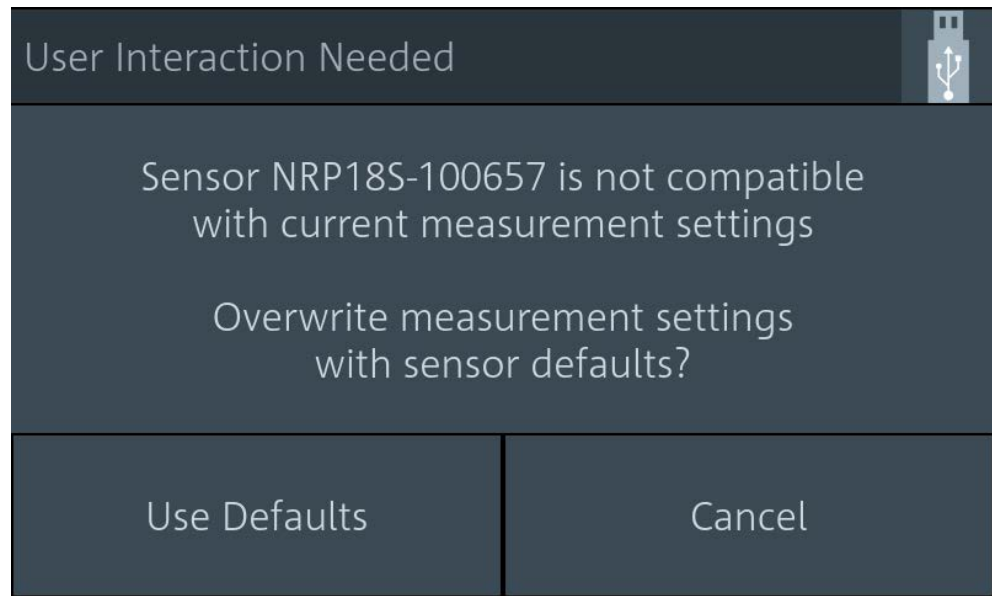 User Interaction Needed
Sensor NRP18S-100657 is not compatible
with current measurement settings
Overwrite measurement settings
with sensor defaults?
Use Defaults
Cancel